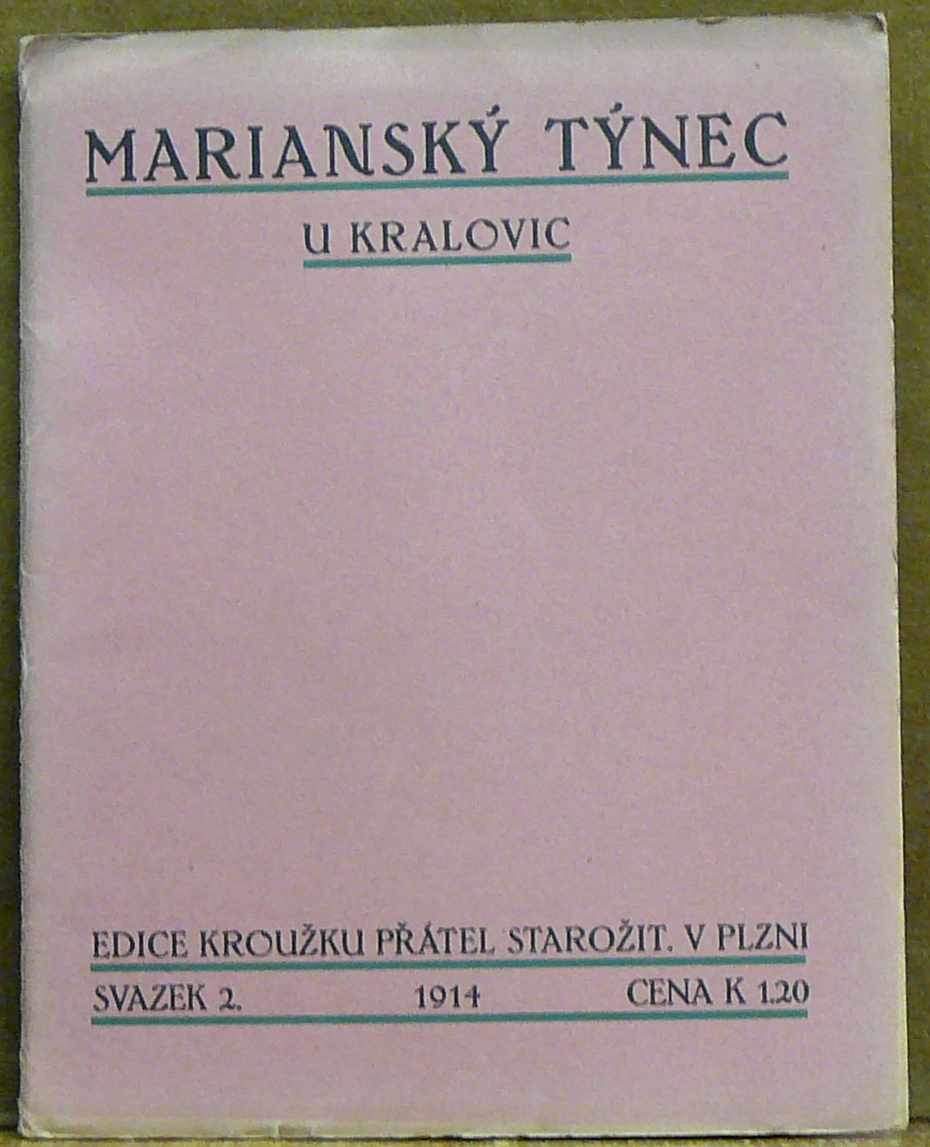 MARIANSKÝ TÝNEC
U KRALOVIC
EDICE KROUŽKU PŘÁTEL STAROŽIT. V PLZNI
SVAZEK 2. 1914 CENA K 1.20